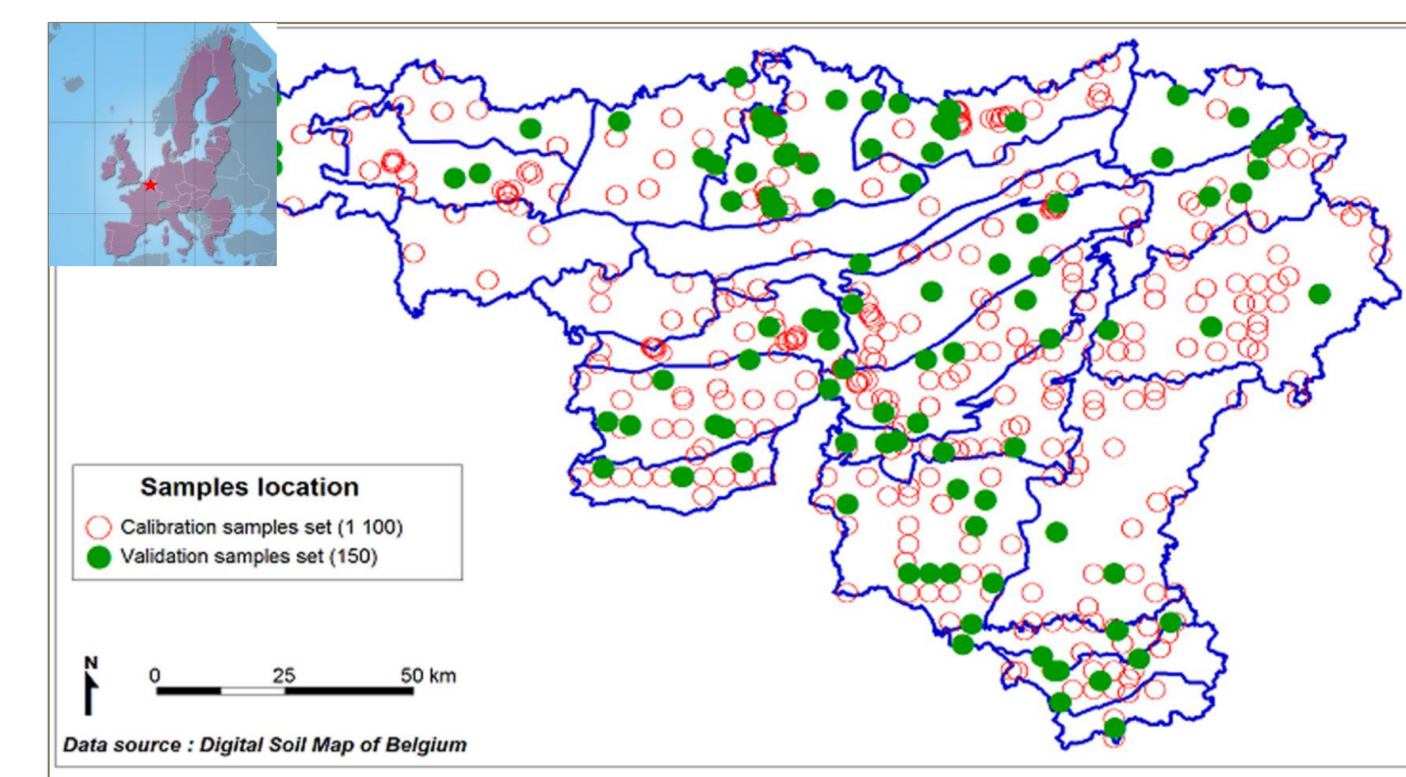 Samples location
Calibration samples set (1 100)
Validation samples set (150)
N
0 25 50 km
Data source : Digital Soil Map of Belgium